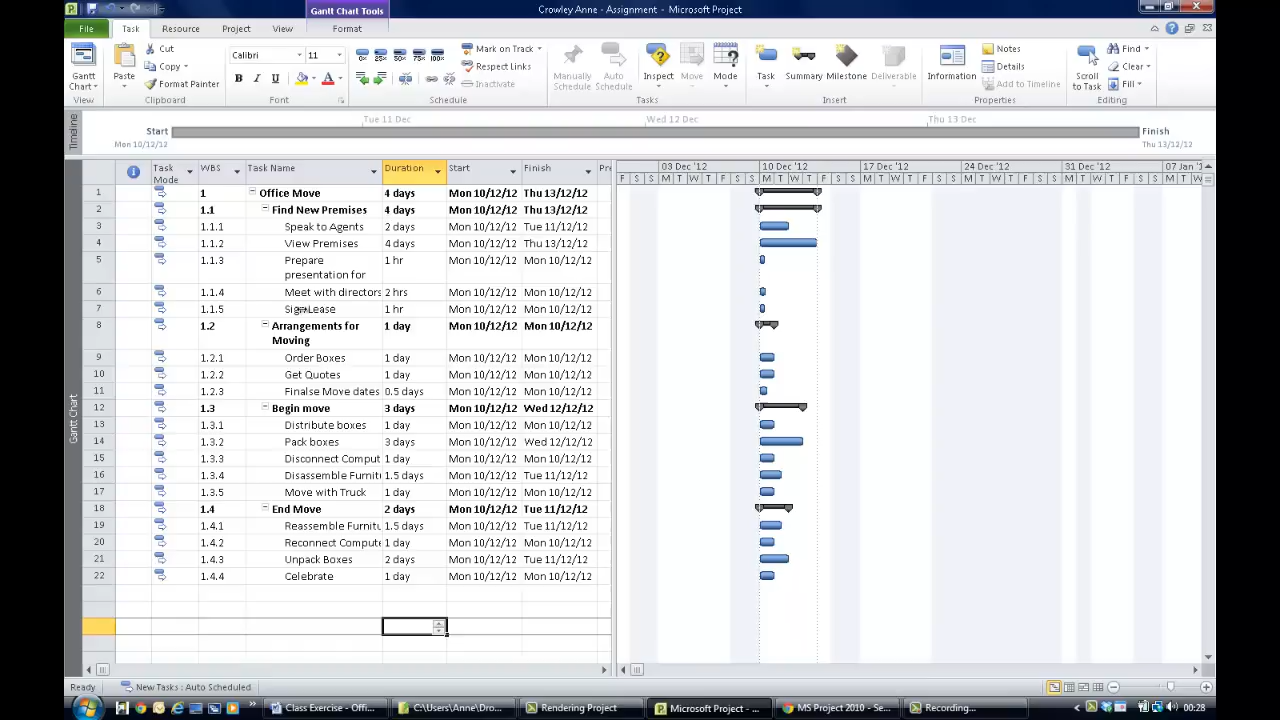 Gantt Chart Tools
Crowley Anne - Assignment - Microsoft Project
File Task Resource Project View Format
Cut
Copy
Format Painter
Gantt Chart
Paste
Calibri 11
B I U A
Mark on Track
Respect Links
Inactivate
Manually Schedule
Auto Schedule
Inspect
Move
Mode
Task
Summary
Milestone
Deliverable
Information
Notes
Details
Add to Timeline
Scroll to Task
Find
Clear
Fill
View Clipboard Font Schedule Tasks Insert Properties Editing
Timeline
Tue 11 Dec Wed 12 Dec Thu 13 Dec
Start Finish
Mon 10/12/12 Thu 13/12/12
Gantt Chart
Task Mode WBS Task Name Duration Start Finish Pre
03 Dec '12 10 Dec '12 17 Dec '12 24 Dec '12 31 Dec '12 07 Jan '1
F S S M T W T F S S M T W T F S S M T W T F S S M T W T F S S M T W T F S S M T W
1 1 Office Move 4 days Mon 10/12/12 Thu 13/12/12
2 1.1 Find New Premises 4 days Mon 10/12/12 Thu 13/12/12
3 1.1.1 Speak to Agents 2 days Mon 10/12/12 Tue 11/12/12
4 1.1.2 View Premises 4 days Mon 10/12/12 Thu 13/12/12
5 1.1.3 Prepare presentation for 1 hr Mon 10/12/12 Mon 10/12/12
6 1.1.4 Meet with directors 2 hrs Mon 10/12/12 Mon 10/12/12
7 1.1.5 Sign Lease 1 hr Mon 10/12/12 Mon 10/12/12
8 1.2 Arrangements for Moving 1 day Mon 10/12/12 Mon 10/12/12
9 1.2.1 Order Boxes 1 day Mon 10/12/12 Mon 10/12/12
10 1.2.2 Get Quotes 1 day Mon 10/12/12 Mon 10/12/12
11 1.2.3 Finalse Move dates 0.5 days Mon 10/12/12 Mon 10/12/12
12 1.3 Begin move 3 days Mon 10/12/12 Wed 12/12/12
13 1.3.1 Distribute boxes 1 day Mon 10/12/12 Mon 10/12/12
14 1.3.2 Pack boxes 3 days Mon 10/12/12 Wed 12/12/12
15 1.3.3 Disconnect Comput 1 day Mon 10/12/12 Mon 10/12/12
16 1.3.4 Disassemble Furnit 1.5 days Mon 10/12/12 Tue 11/12/12
17 1.3.5 Move with Truck 1 day Mon 10/12/12 Mon 10/12/12
18 1.4 End Move 2 days Mon 10/12/12 Tue 11/12/12
19 1.4.1 Reassemble Furnitu 1.5 days Mon 10/12/12 Tue 11/12/12
20 1.4.2 Reconnect Compute 1 day Mon 10/12/12 Mon 10/12/12
21 1.4.3 Unpack Boxes 2 days Mon 10/12/12 Tue 11/12/12
22 1.4.4 Celebrate 1 day Mon 10/12/12 Mon 10/12/12
Ready New Tasks : Auto Scheduled
Class Exercise - Offi... C:\Users\Anne\Dro... Rendering Project Microsoft Project - ... MS Project 2010 - Se... Recording... 00:28